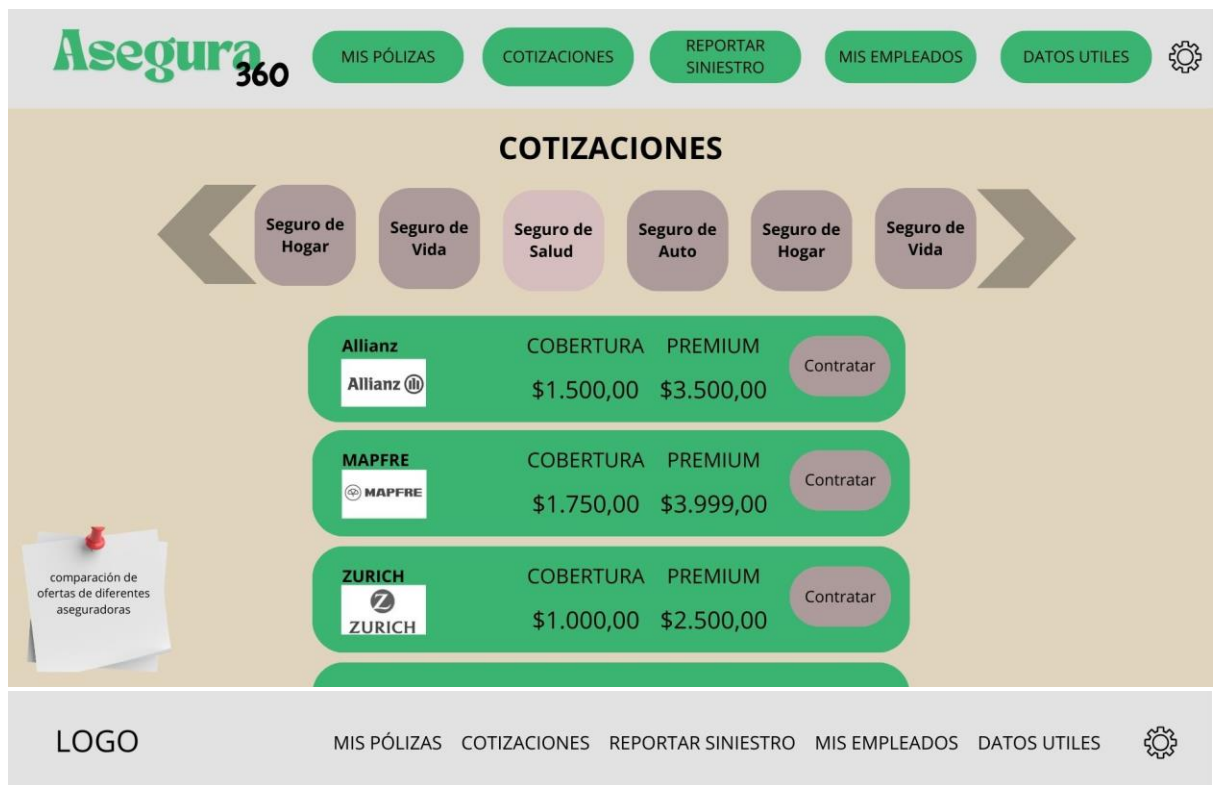 Asegura
360
MIS PÓLIZAS
COTIZACIONES
REPORTAR
SINIESTRO
MIS EMPLEADOS
DATOS UTILES
COTIZACIONES
Seguro de
Hogar
Seguro de
Vida
Seguro de
Salud
Seguro de
Auto
Seguro de
Hogar
Seguro de
Vida
Allianz
Allianz
COBERTURA PREMIUM
$1.500,00 $3.500,00
Contratar
MAPFRE
MAPFRE
COBERTURA PREMIUM
$1.750,00 $3.999,00
Contratar
ZURICH
ZURICH
COBERTURA PREMIUM
$1.000,00 $2.500,00
Contratar
comparación de
ofertas de diferentes
aseguradoras
LOGO
MIS PÓLIZAS COTIZACIONES REPORTAR SINIESTRO MIS EMPLEADOS DATOS UTILES